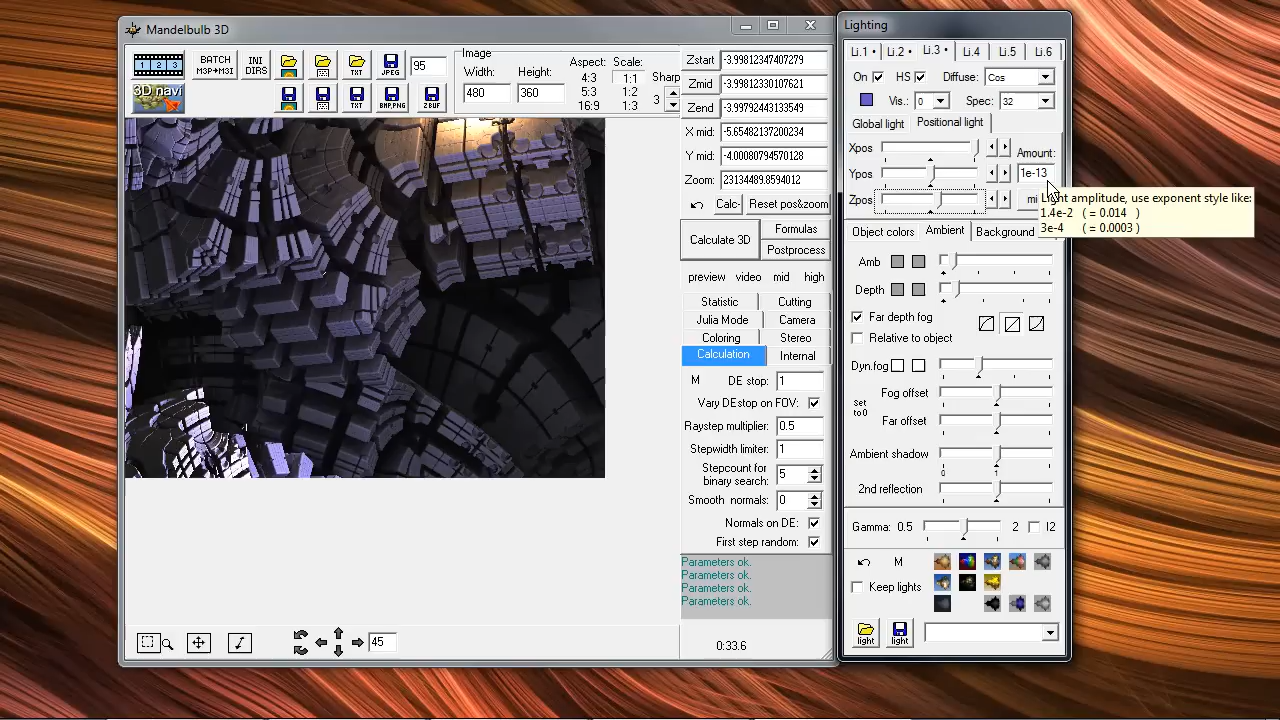 Mandelbulb 3D
1 2 3
BATCH
M3P➔M3I
INI
DIRS
TXT
JPEG
95
Image
Width:
Height:
480
360
Aspect:
4:3
5:3
16:9
Scale:
1:1
1:2
1:3
Sharp
3
3D navi
TXT
BMP,PNG
ZBUF
Zstart
-3.99812347407279
Zmid
-3.99812330107621
Zend
-3.99792443133549
X mid:
-5.65482137200234
Y mid:
-4.00080794570128
Zoom:
23134489.8594012
Calc-
Reset pos&zoom
Calculate 3D
Formulas
Postprocess
preview video mid high
Statistic
Cutting
Julia Mode
Camera
Coloring
Stereo
Calculation
Internal
M
DE stop:
1
Vary DEstop on FOV:
Raystep multiplier:
0.5
Stepwidth limiter:
1
Stepcount for
binary search:
5
Smooth normals:
0
Normals on DE:
First step random:
Parameters ok.
Parameters ok.
Parameters ok.
Parameters ok.
0:33.6
45
Lighting
Li.1 • Li.2 • Li.3 • Li.4 Li.5 Li.6
On
HS
Diffuse:
Cos
Vis.:
0
Spec:
32
Global light
Positional light
Xpos
Amount:
Ypos
1e-13
Zpos
mi
Light amplitude, use exponent style like:
1.4e-2 ( = 0.014 )
3e-4 ( = 0.0003 )
Object colors
Ambient
Background
Amb
Depth
Far depth fog
Relative to object
Dyn.fog
Set
to 0
Fog offset
Far offset
Ambient shadow
0
1
2nd reflection
Gamma: 0.5
2
I2
M
Keep lights
light
light